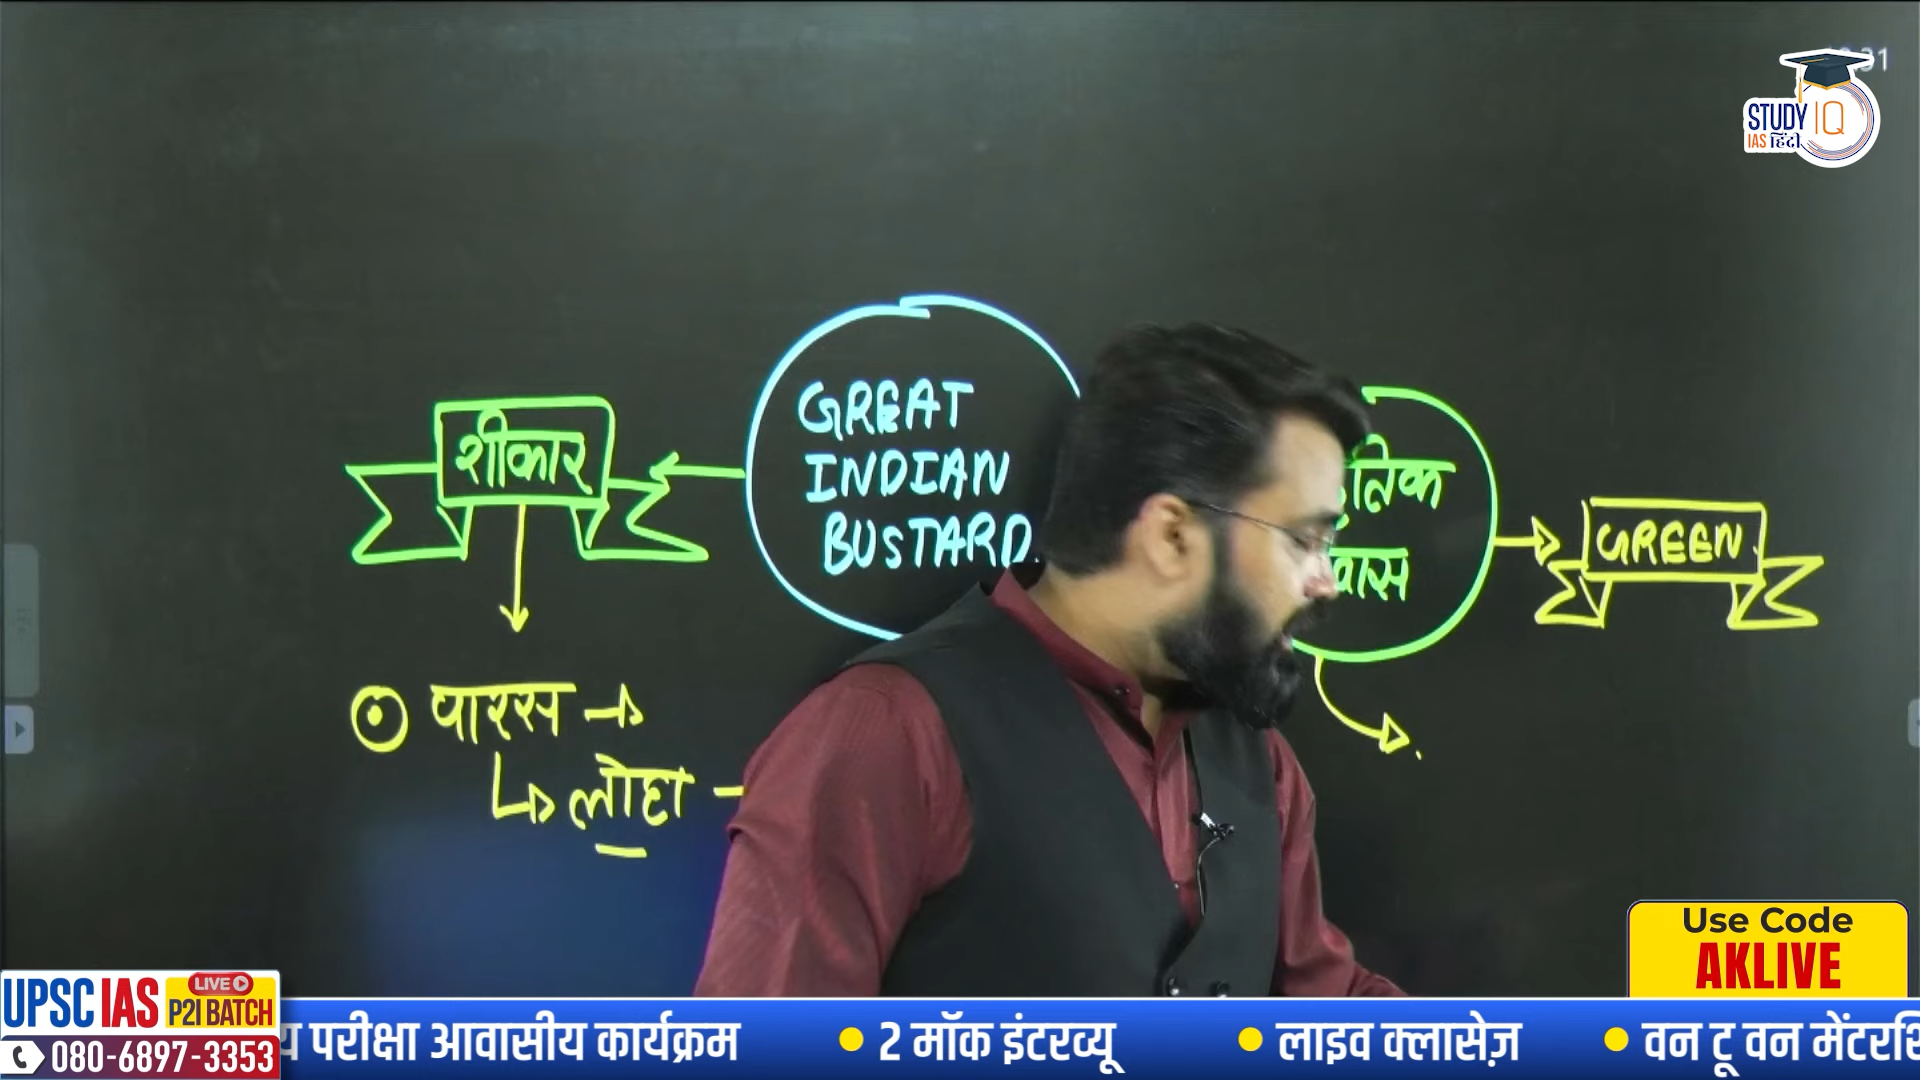 STUDY IQ
IAS हिंदी
शीकार
GREAT
INDIAN
BUSTARD
GREEN
पारस
लोहा
Use Code
AKLIVE
UPSC IAS
LIVE
P2I BATCH
080-6897-3353
परीक्षा आवासीय कार्यक्रम
2 मॉक इंटरव्यू
लाइव क्लासेज़
वन टू वन